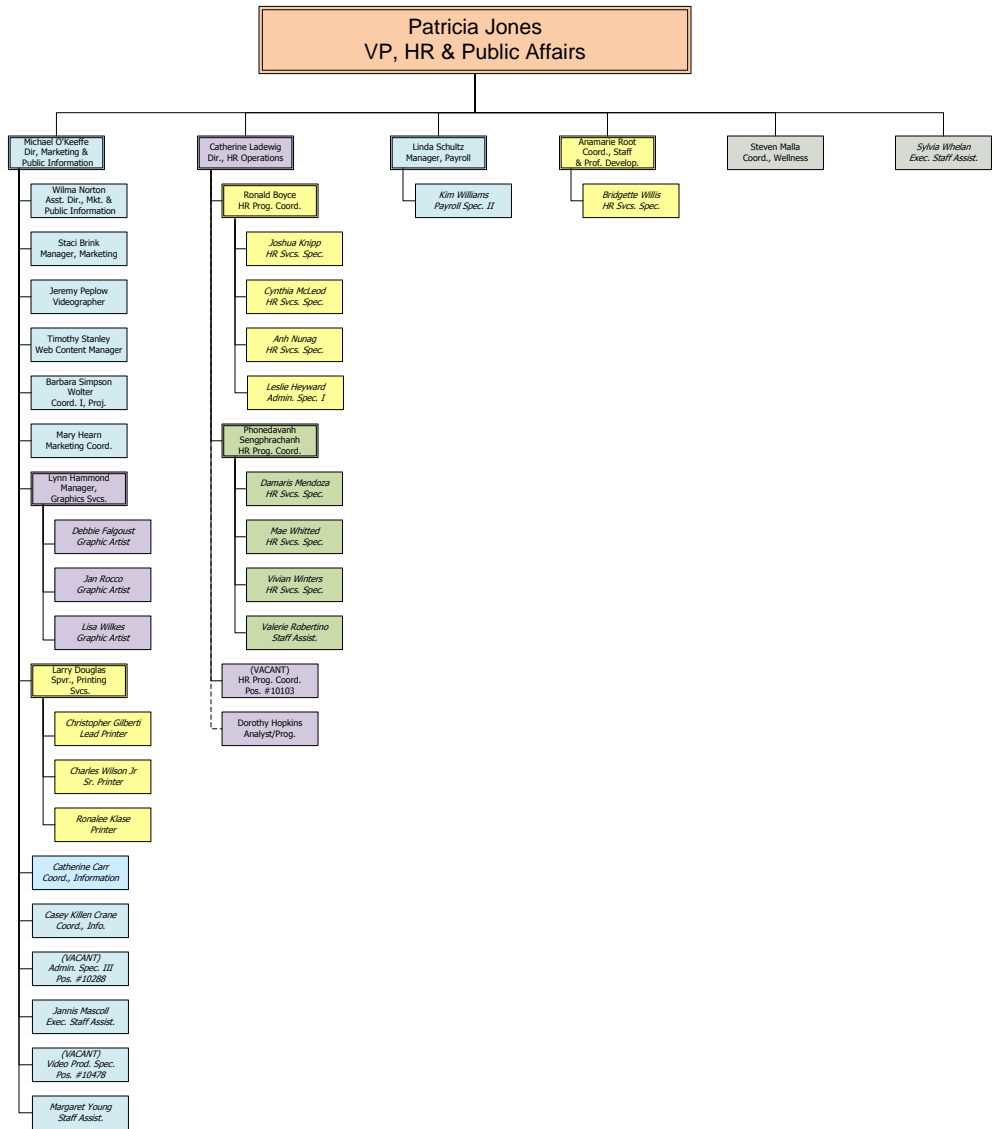 Patricia Jones
VP, HR & Public Affairs
Michael O'Keeffe
Dir, Marketing &
Public Information
Wilma Norton
Asst. Dir., Mkt. &
Public Information
Staci Brink
Manager, Marketing
Jeremy Peplow
Videographer
Timothy Stanley
Web Content Manager
Barbara Simpson
Wolter
Coord. I, Proj.
Mary Hearn
Marketing Coord.
Lynn Hammond
Manager,
Graphics Svcs.
Debbie Falgoust
Graphic Artist
Jan Rocco
Graphic Artist
Lisa Wilkes
Graphic Artist
Larry Douglas
Spvr., Printing
Svcs.
Christopher Gilberti
Lead Printer
Charles Wilson Jr
Sr. Printer
Ronalee Klase
Printer
Catherine Carr
Coord., Information
Casey Killen Crane
Coord., Info.
(VACANT)
Admin. Spec. III
Pos. #10288
Jannis Mascoll
Exec. Staff Assist.
(VACANT)
Video Prod. Spec.
Pos. #10478
Margaret Young
Staff Assist.
Catherine Ladewig
Dir., HR Operations
Ronald Boyce
HR Prog. Coord.
Joshua Knipp
HR Svcs. Spec.
Cynthia McLeod
HR Svcs. Spec.
Anh Nunag
HR Svcs. Spec.
Leslie Heyward
Admin. Spec. I
Phonedavanh
Sengphrachanh
HR Prog. Coord.
Damaris Mendoza
HR Svcs. Spec.
Mae Whitted
HR Svcs. Spec.
Vivian Winters
HR Svcs. Spec.
Valerie Robertino
Staff Assist.
(VACANT)
HR Prog. Coord.
Pos. #10103
Dorothy Hopkins
Analyst/Prog.
Linda Schultz
Manager, Payroll
Kim Williams
Payroll Spec. II
Anamarie Root
Coord., Staff
& Prof. Develop.
Bridgette Willis
HR Svcs. Spec.
Steven Malla
Coord., Wellness
Sylvia Whelan
Exec. Staff Assist.